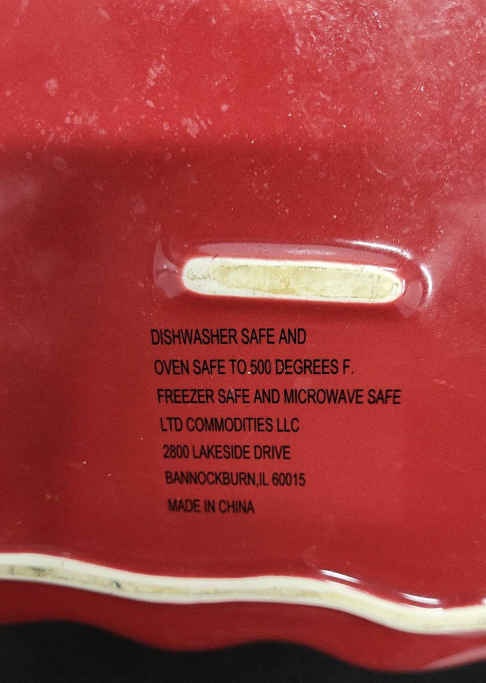 DISHWASHER SAFE AND
OVEN SAFE TO 500 DEGREES F.
FREEZER SAFE AND MICROWAVE SAFE
LTD COMMODITIES LLC
2800 LAKESIDE DRIVE
BANNOCKBURN,IL 60015
MADE IN CHINA